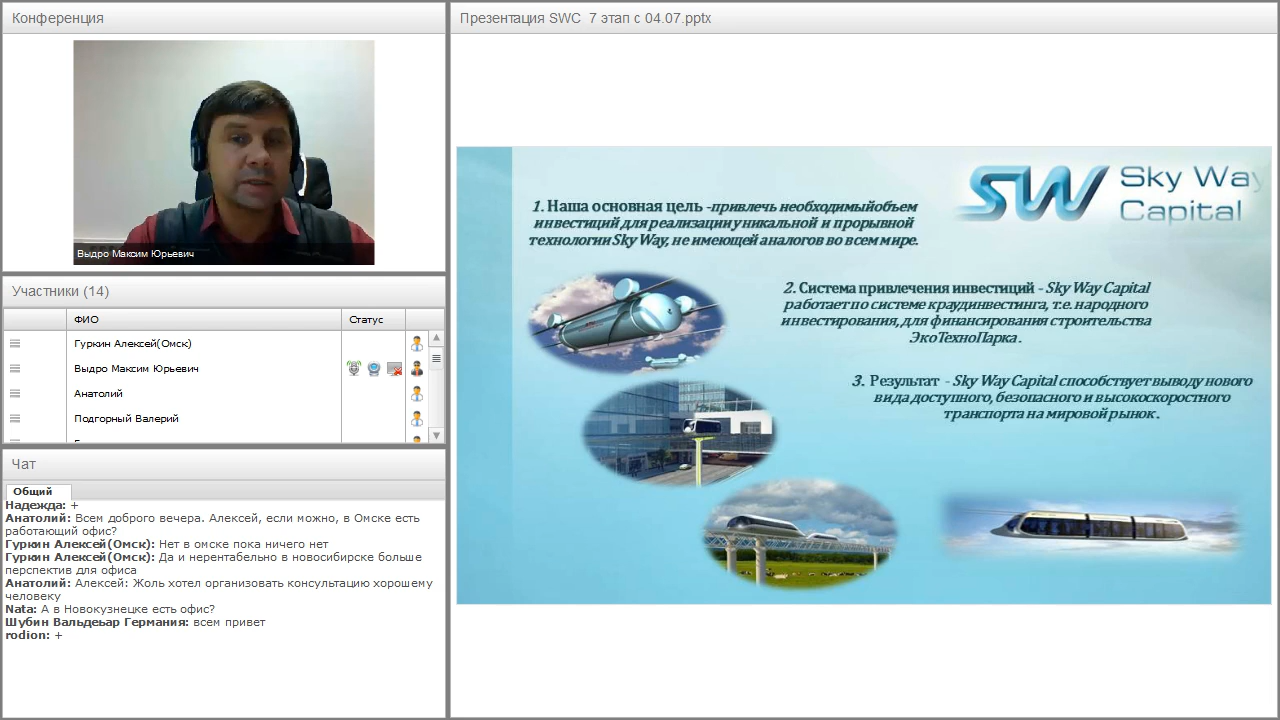 Конференция
Выдро Максим Юрьевич
Участники (14)
ФИО
Статус
Гуркин Алексей(Омск)
Выдро Максим Юрьевич
Анатолий
Подгорный Валерий
Чат
Общий
Надежда: +
Анатолий: Всем доброго вечера. Алексей, если можно, в Омске есть
работающий офис?
Гуркин Алексей(Омск): Нет в омске пока ничего нет
Гуркин Алексей(Омск): Да и нерентабельно в новосибирске больше
перспектив для офиса
Анатолий: Алексей: Жоль хотел организовать консультацию хорошему
человеку
Nata: А в Новокузнецке есть офис?
Шубин Вальдеьар Германия: всем привет
rodion: +
Презентация SWC 7 этап с 04.07.pptx
SW Sky Way
Capital
1. Наша основная цель -привлечь необходимыйобъем
инвестиций для реализации уникальной и прорывной
технологии Sky Way, не имеющей аналогов во всем мире.
2. Система привлечения инвестиций - Sky Way Capital
работает по системе краудинвестинга, т.е. народного
инвестирования, для финансирования строительства
ЭкоТехноПарка .
3. Результат - Sky Way Capital способствует выводу нового
вида доступного, безопасного и высокоскоростного
транспорта на мировой рынок .